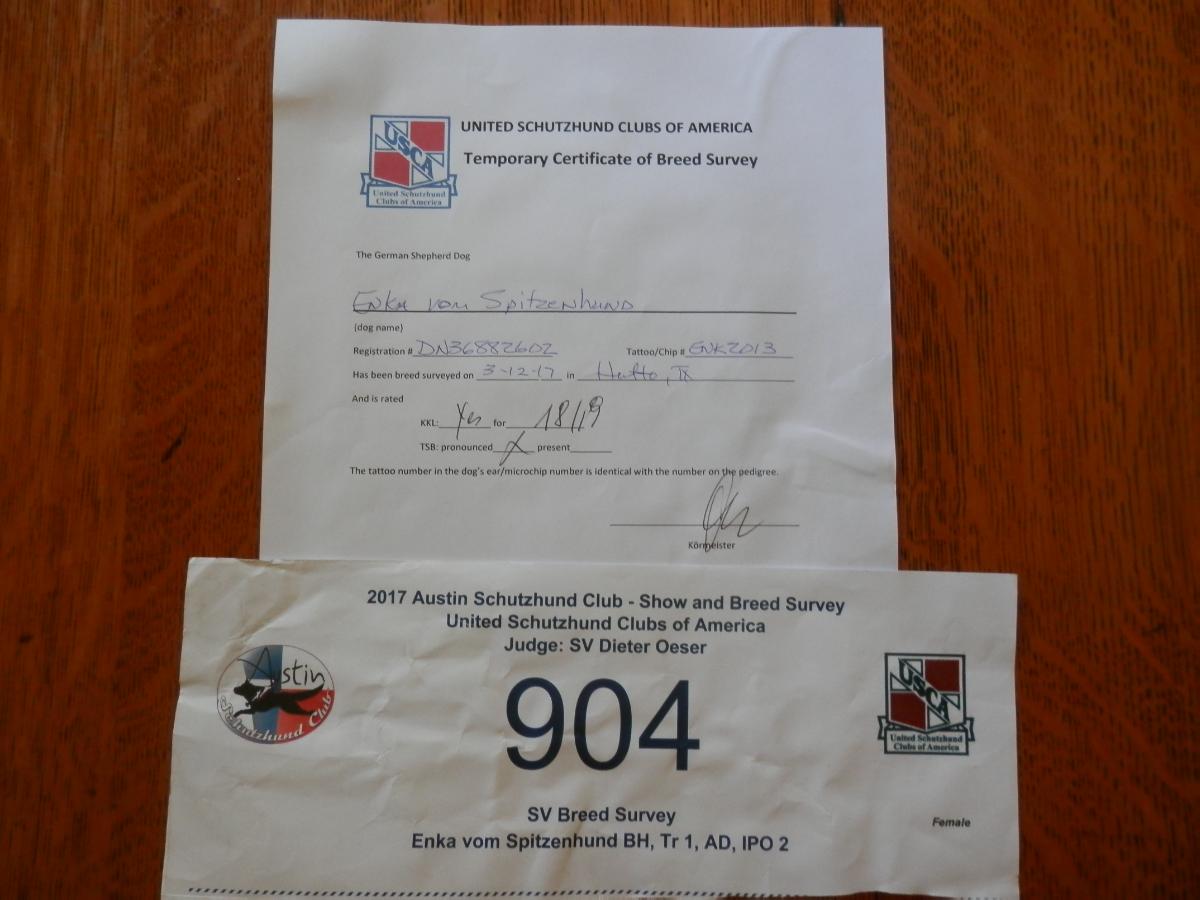 USCA
United Schutzhund
Clubs of America
UNITED SCHUTZHUND CLUBS OF AMERICA
Temporary Certificate of Breed Survey
The German Shepherd Dog
Enka vom Spitzenhund
(dog name)
Registration # DN36882602 Tattoo/Chip # ENK2013
Has been breed surveyed on 3-12-17 in Hutto, TX
And is rated
KKL: Yes for 18/19
TSB: pronounced X present
The tattoo number in the dog's ear/microchip number is identical with the number on the pedigree.
Körmeister
2017 Austin Schutzhund Club - Show and Breed Survey
United Schutzhund Clubs of America
Judge: SV Dieter Oeser
Austin
Schutzhund Club
904
USCA
United Schutzhund
Clubs of America
SV Breed Survey
Female
Enka vom Spitzenhund BH, Tr 1, AD, IPO 2